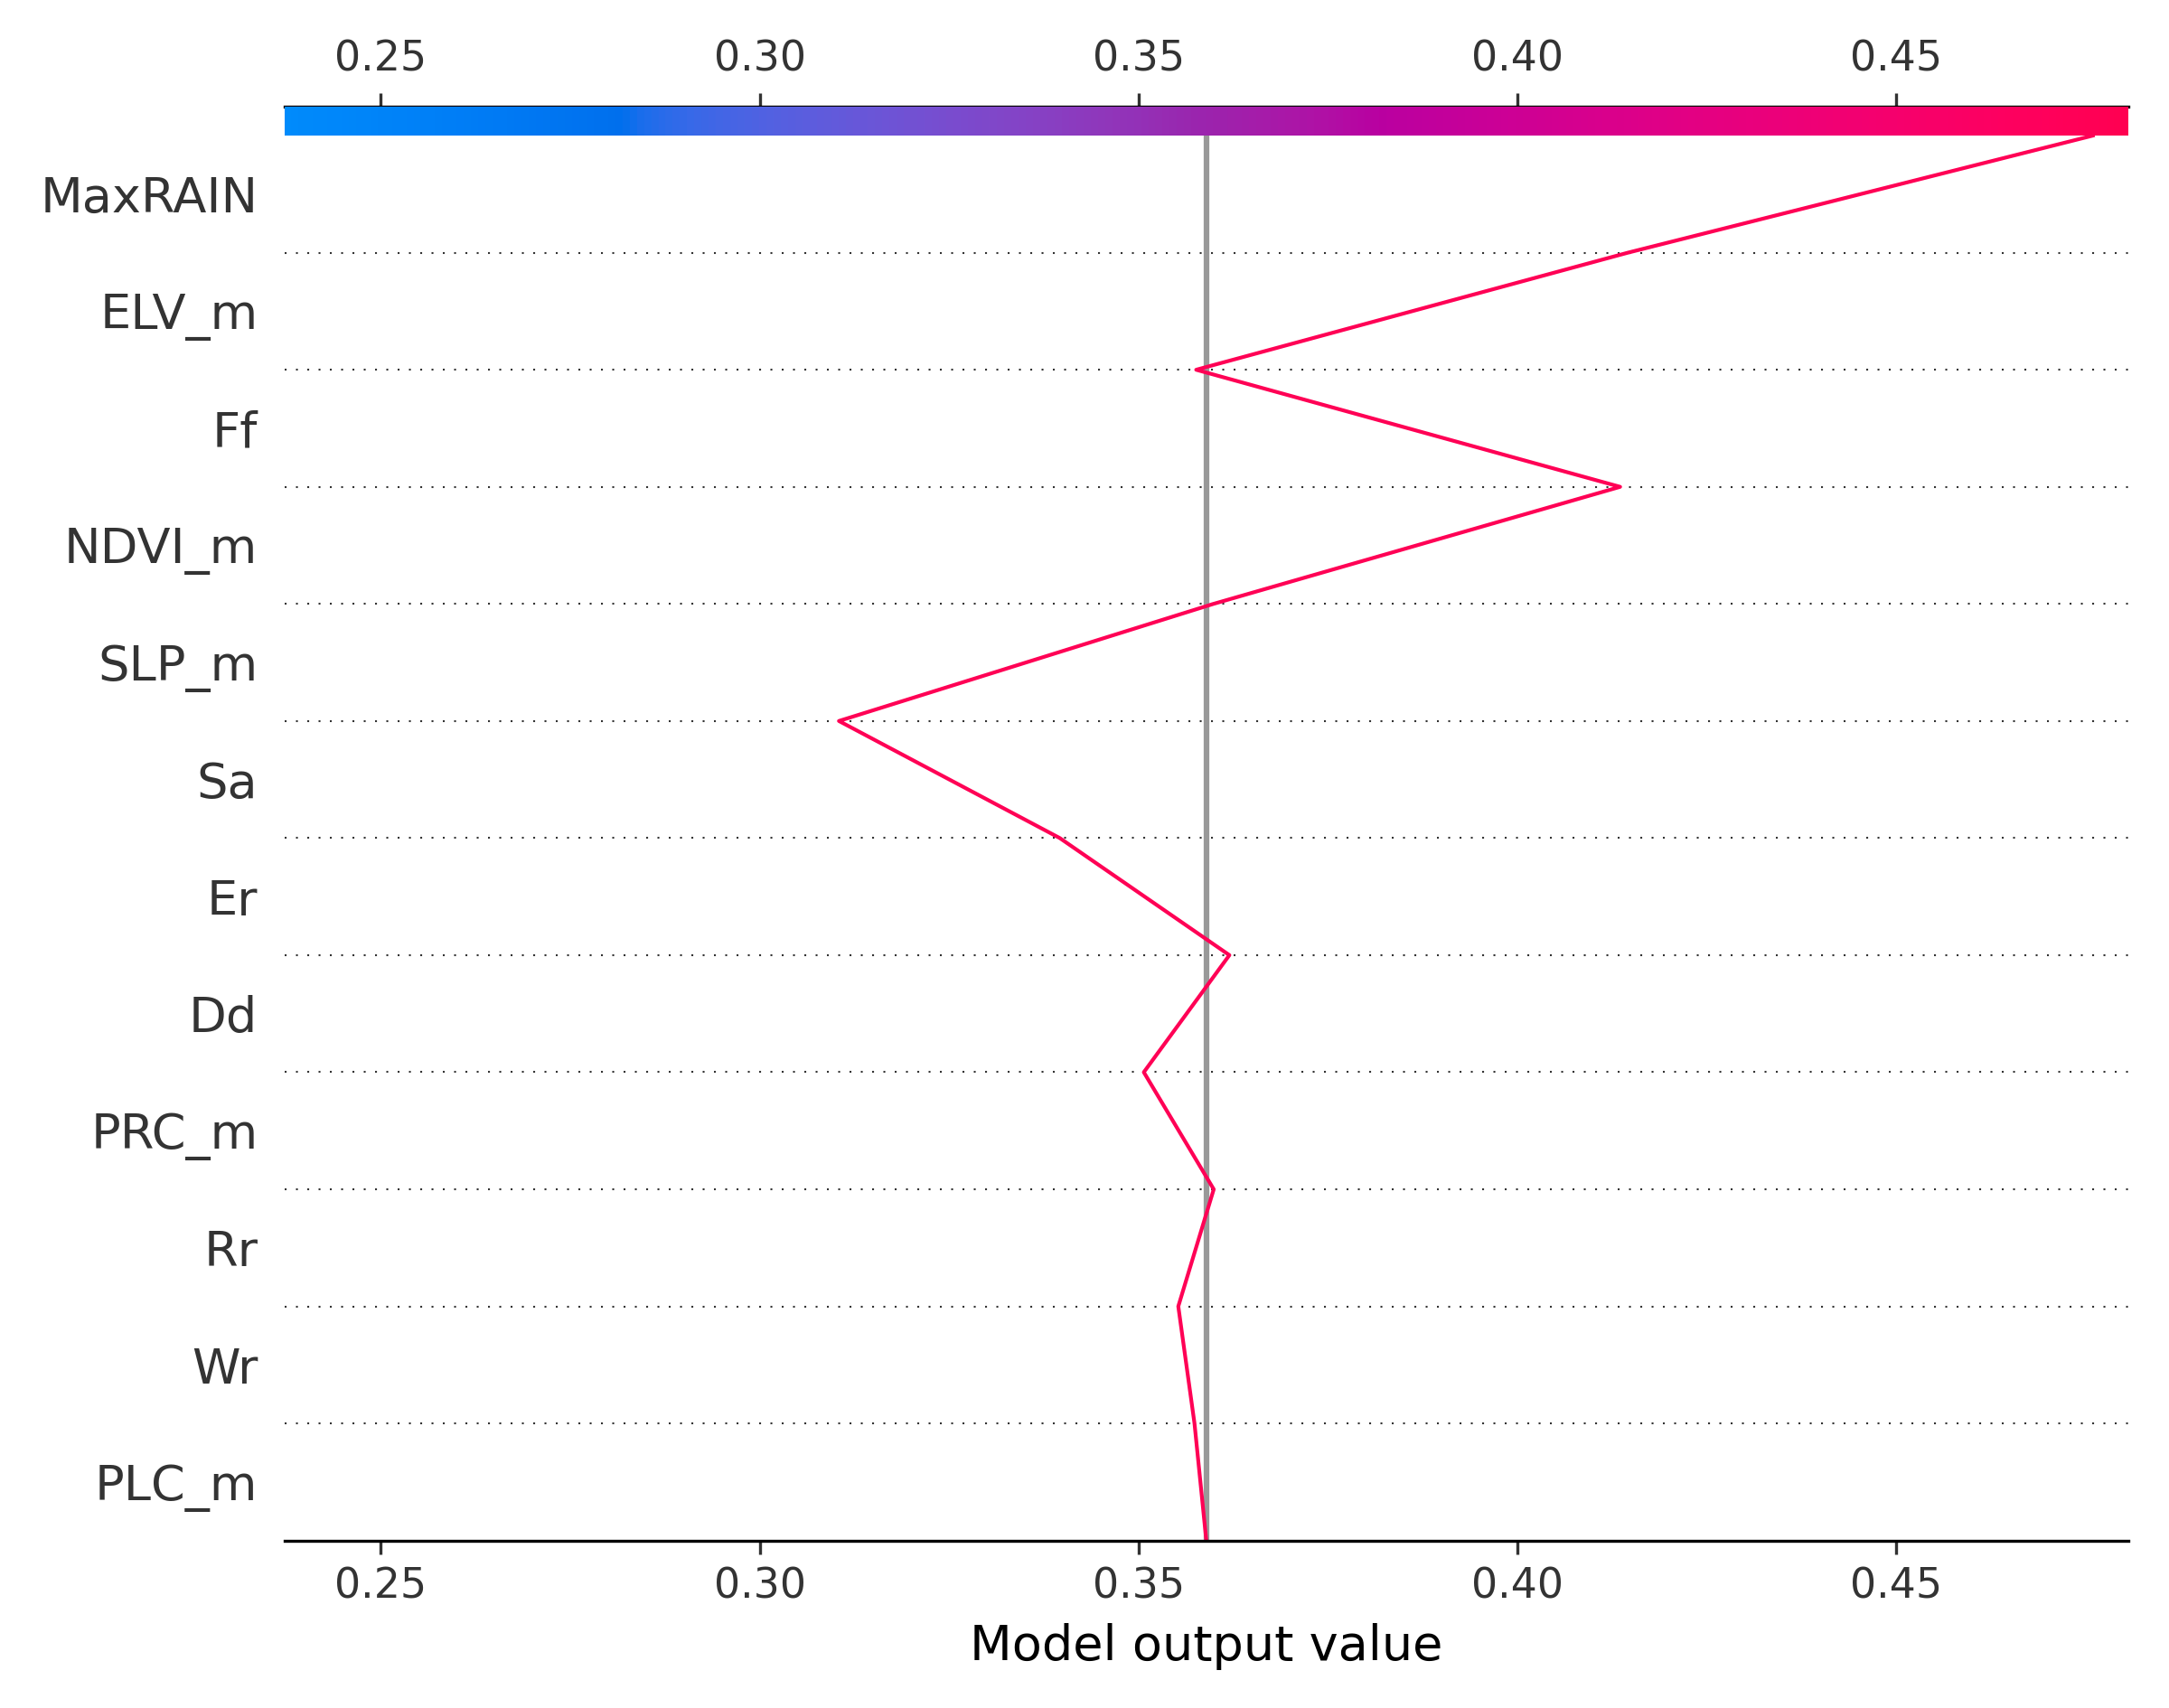 0.25 0.30 0.35 0.40 0.45
MaxRAIN
ELV_m
Ff
NDVI_m
SLP_m
Sa
Er
Dd
PRC_m
Rr
Wr
PLC_m
0.25 0.30 0.35 0.40 0.45
Model output value